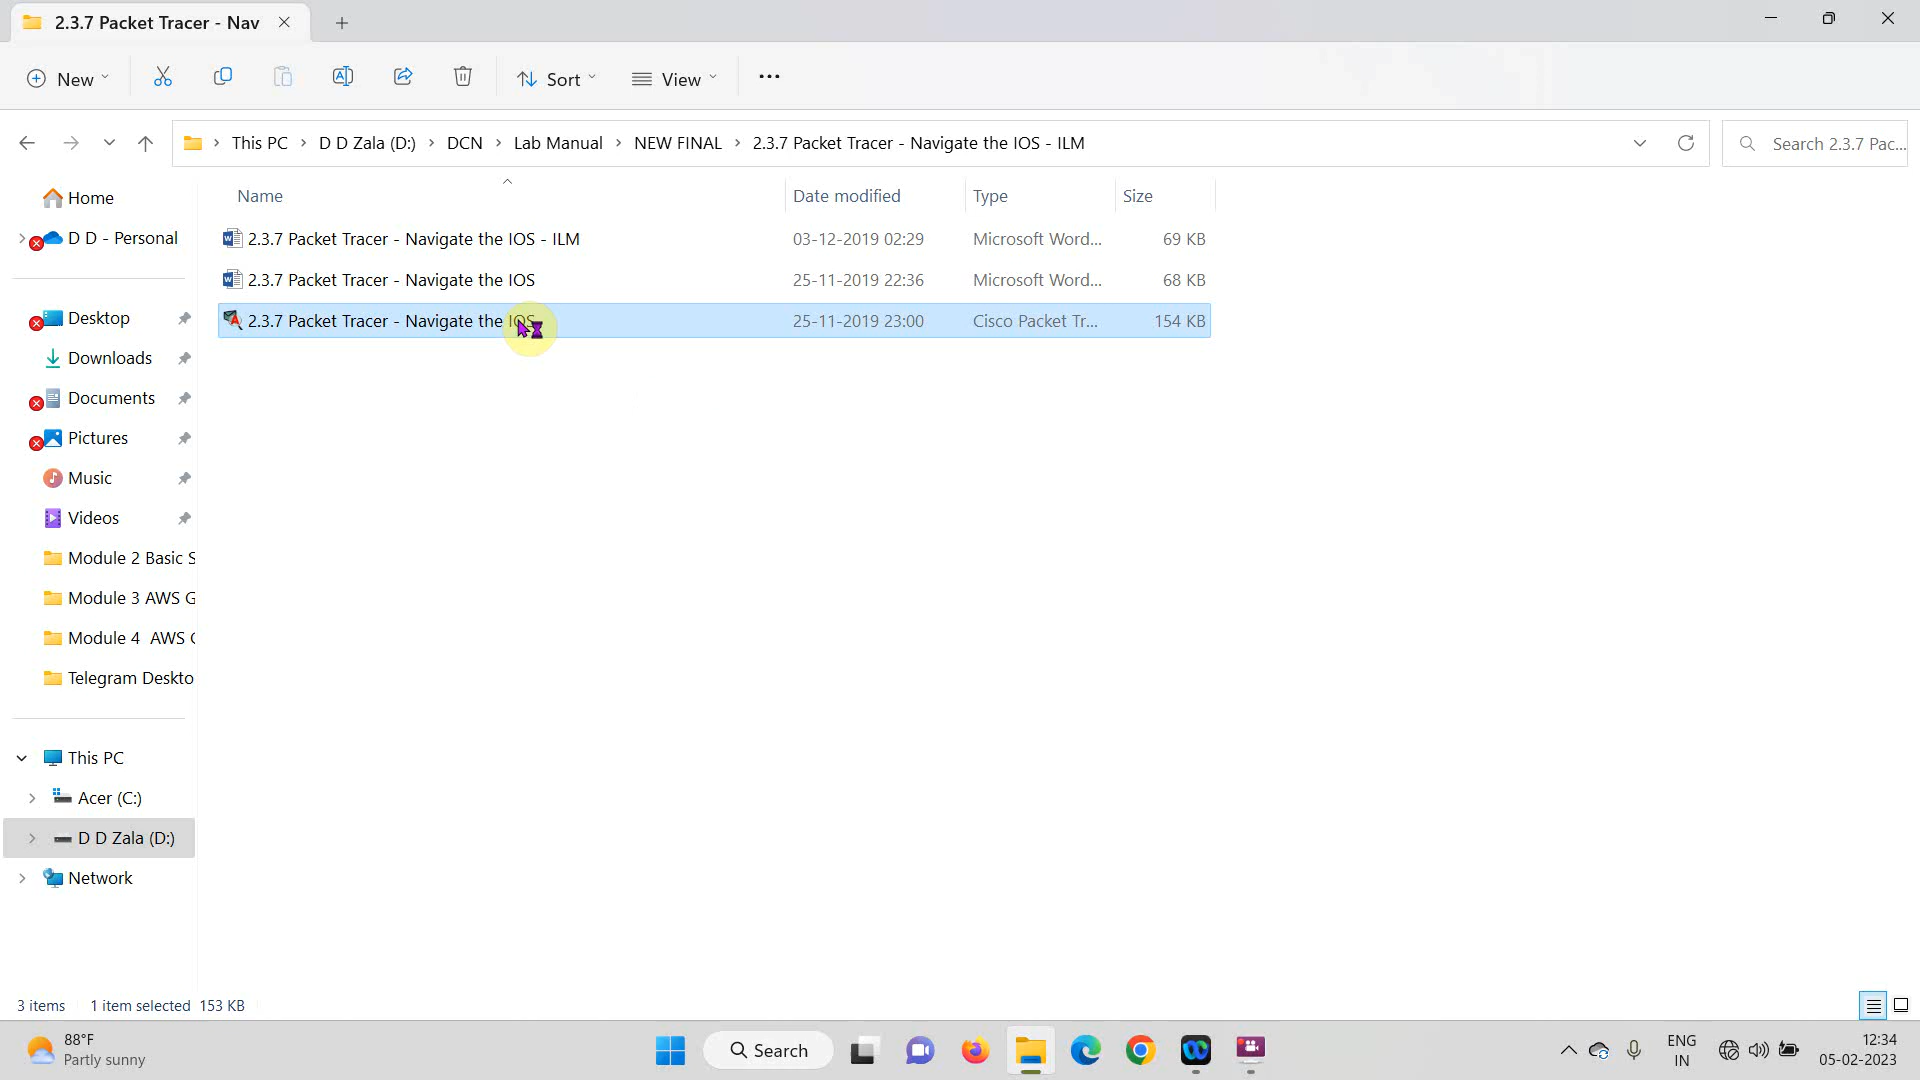 2.3.7 Packet Tracer - Nav
New
Sort
View
This PC
D D Zala (D:)
DCN
Lab Manual
NEW FINAL
2.3.7 Packet Tracer - Navigate the IOS - ILM
Search 2.3.7 Pac...
Name
Date modified
Type
Size
2.3.7 Packet Tracer - Navigate the IOS - ILM 03-12-2019 02:29 Microsoft Word... 69 KB
2.3.7 Packet Tracer - Navigate the IOS 25-11-2019 22:36 Microsoft Word... 68 KB
2.3.7 Packet Tracer - Navigate the IOS 25-11-2019 23:00 Cisco Packet Tr... 154 KB
Home
D D - Personal
Desktop
Downloads
Documents
Pictures
Music
Videos
Module 2 Basic S
Module 3 AWS G
Module 4 AWS
Telegram Deskto
This PC
Acer (C:)
D D Zala (D:)
Network
3 items 1 item selected 153 KB
88°F
Partly sunny
Search
ENG
IN
12:34
05-02-2023